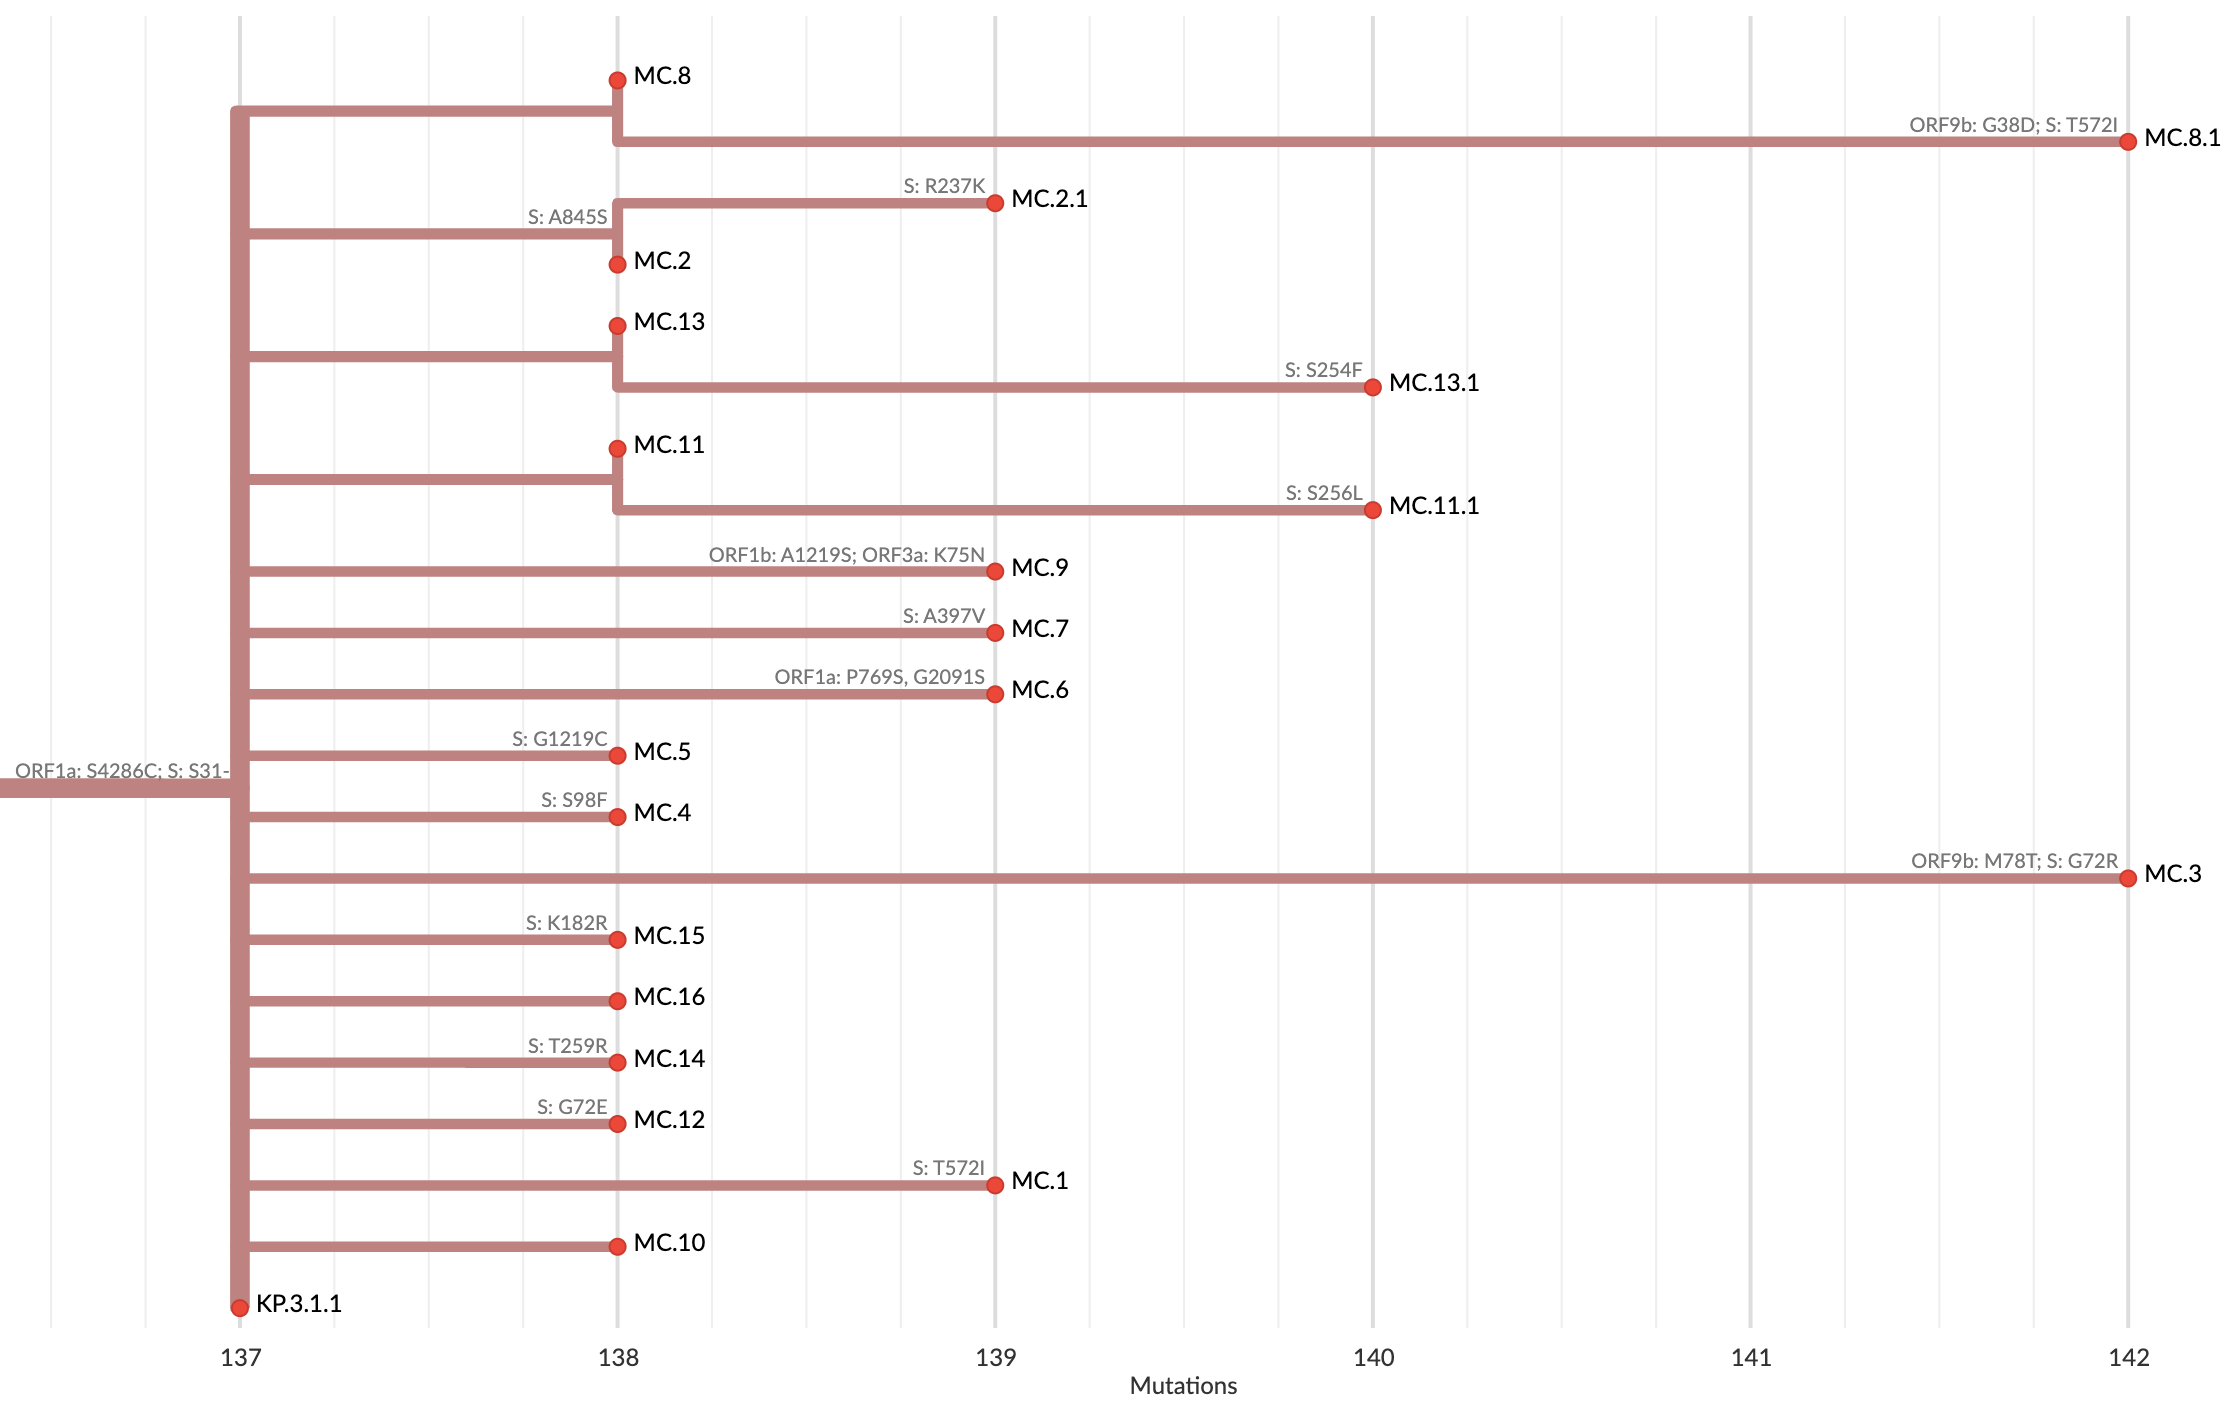 MC.8
ORF9b: G38D; S: T572I
MC.8.1
S: R237K
MC.2.1
S: A845S
MC.2
MC.13
S: S254F
MC.13.1
MC.11
S: S256L
MC.11.1
ORF1b: A1219S; ORF3a: K75N
MC.9
S: A397V
MC.7
ORF1a: P769S, G2091S
MC.6
S: G1219C
MC.5
ORF1a: S4286C; S: S31-
S: S98F
MC.4
ORF9b: M78T; S: G72R
MC.3
S: K182R
MC.15
MC.16
S: T259R
MC.14
S: G72E
MC.12
S: T572I
MC.1
MC.10
KP.3.1.1
137 138 139 140 141 142
Mutations